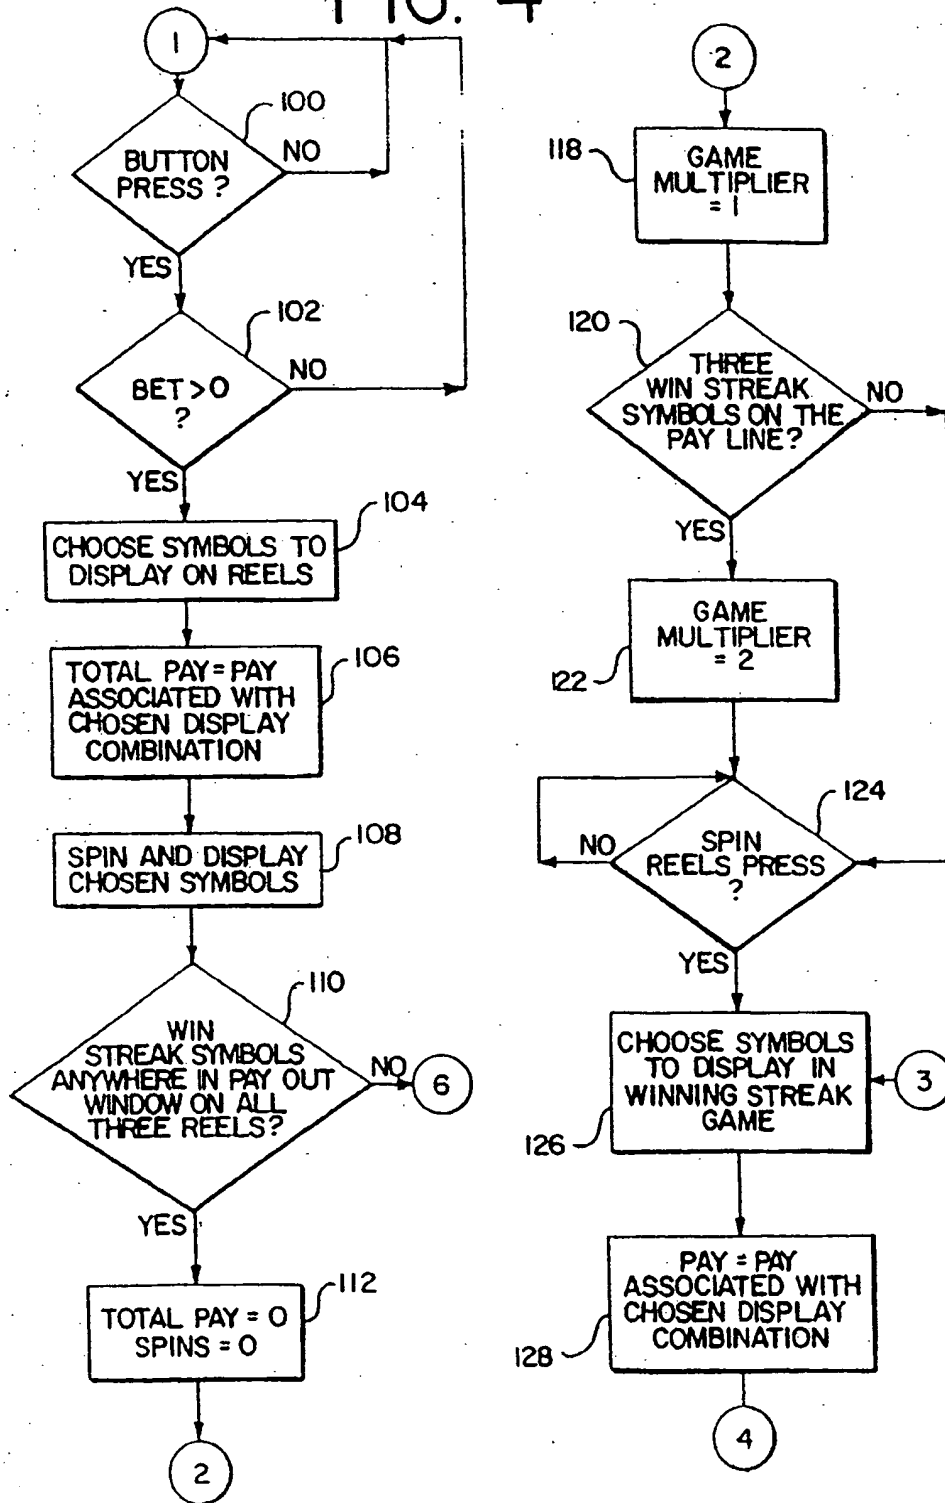 FIG. 4
1
100
BUTTON
PRESS ?
NO
YES
102
BET > 0
?
NO
YES
104
CHOOSE SYMBOLS TO
DISPLAY ON REELS
106
TOTAL PAY = PAY
ASSOCIATED WITH
CHOSEN DISPLAY
COMBINATION
108
SPIN AND DISPLAY
CHOSEN SYMBOLS
110
WIN
STREAK SYMBOLS
ANYWHERE IN PAY OUT
WINDOW ON ALL
THREE REELS?
NO
6
YES
112
TOTAL PAY = 0
SPINS = 0
2
2
118
GAME
MULTIPLIER
= 1
120
THREE
WIN STREAK
SYMBOLS ON THE
PAY LINE?
NO
YES
GAME
MULTIPLIER
= 2
122
124
SPIN
REELS PRESS
?
NO
YES
CHOOSE SYMBOLS
TO DISPLAY IN
WINNING STREAK
GAME
3
126
PAY = PAY
ASSOCIATED WITH
CHOSEN DISPLAY
COMBINATION
128
4